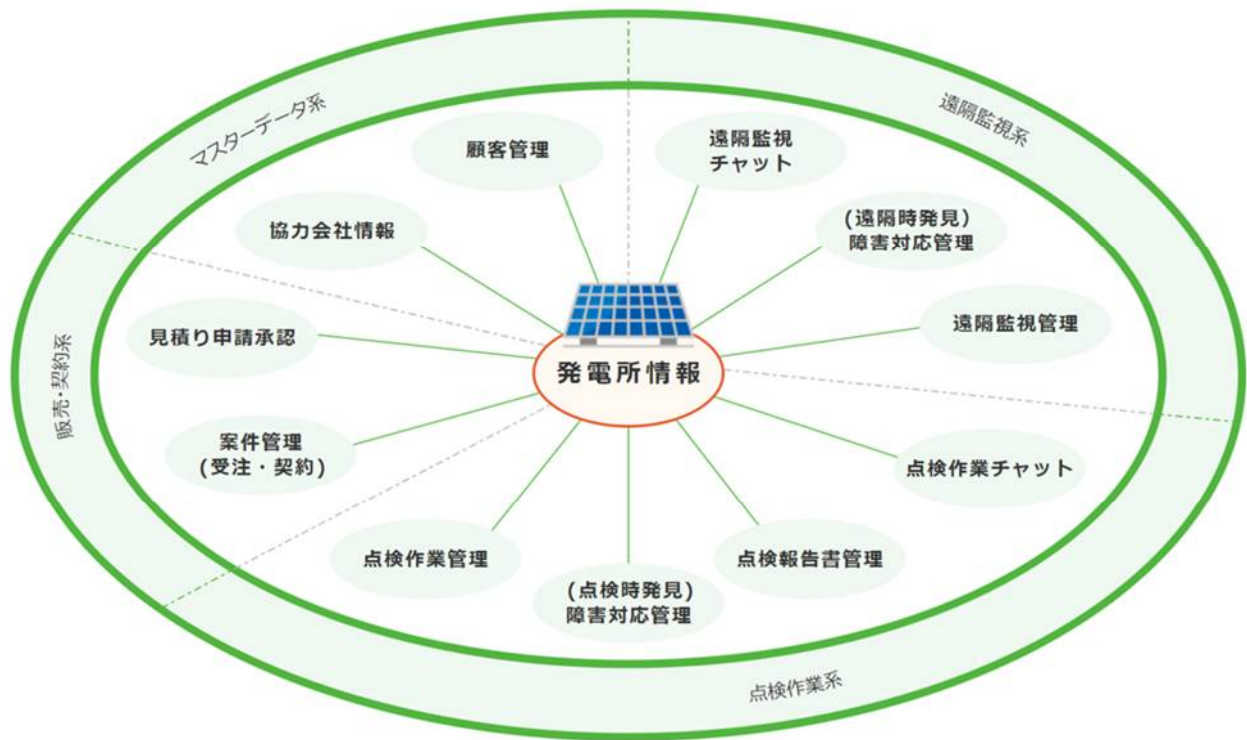 マスターデータ系
遠隔監視系
販売・契約系
点検作業系
顧客管理
遠隔監視
チャット
協力会社情報
(遠隔時発見)
障害対応管理
見積り申請承認
遠隔監視管理
発電所情報
案件管理
(受注・契約)
点検作業チャット
点検作業管理
(点検時発見)
障害対応管理
点検報告書管理